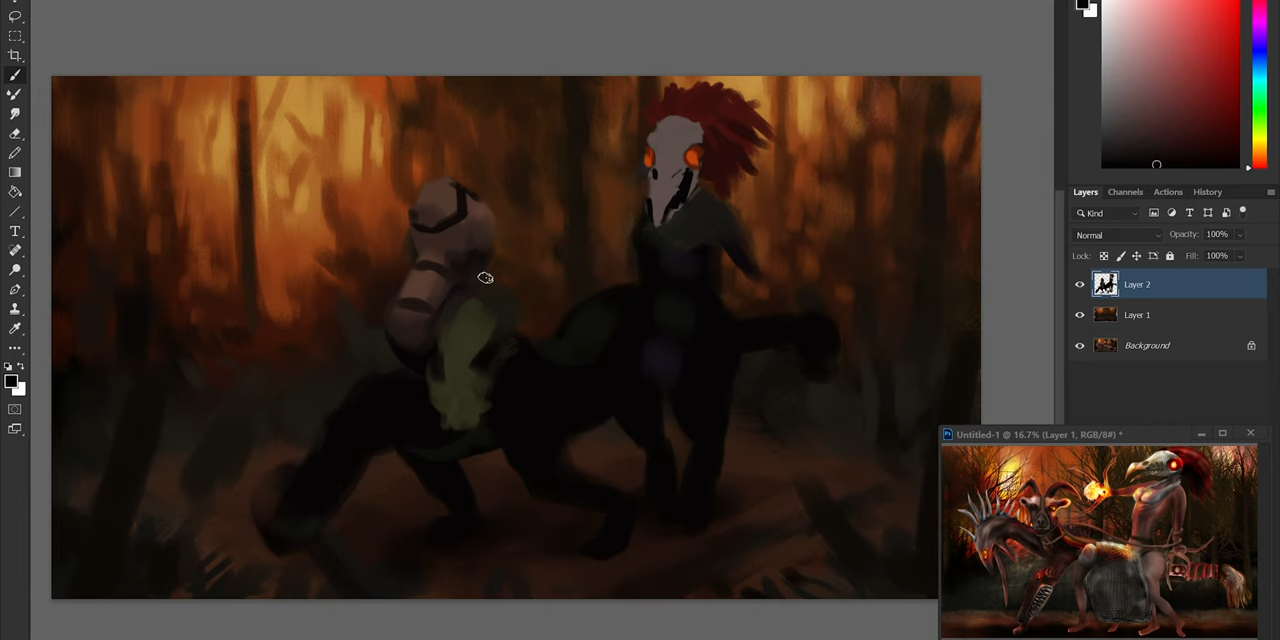 Layers Channels Actions History
Kind
Normal Opacity: 100%
Lock: Fill: 100%
Layer 2
Layer 1
Background
Untitled-1 @ 16.7% (Layer 1, RGB/8#) *